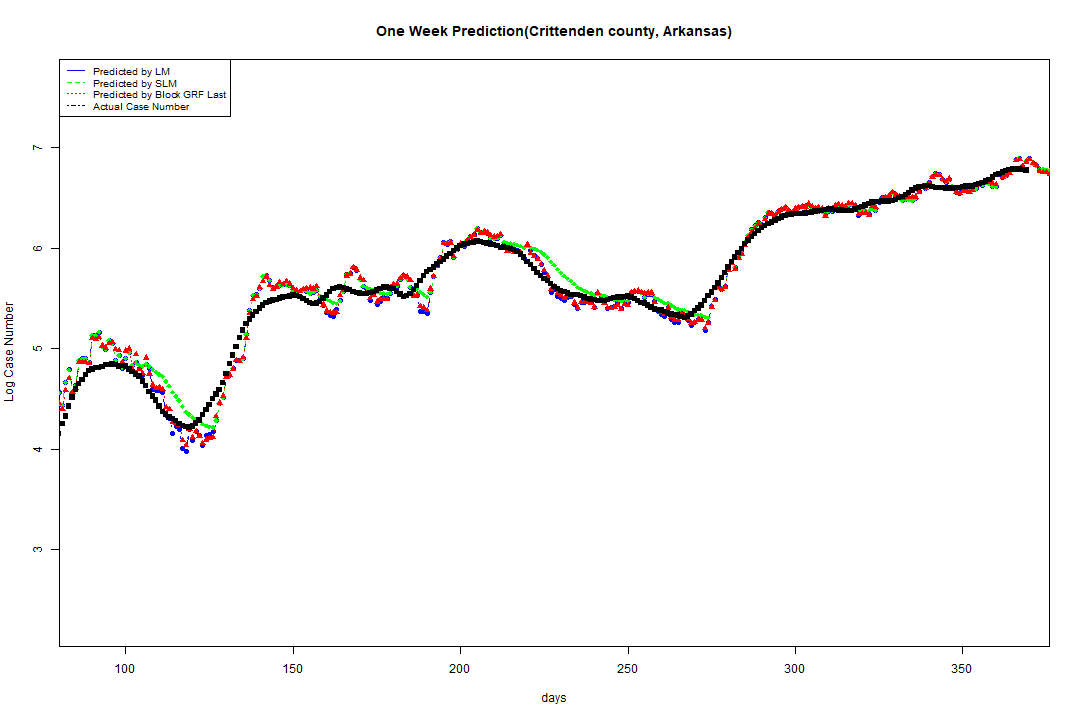 One Week Prediction(Crittenden county, Arkansas)
Predicted by LM
Predicted by SLM
Predicted by Block GRF Last
Actual Case Number
7
6
5
4
3
Log Case Number
100 150 200 250 300 350
days